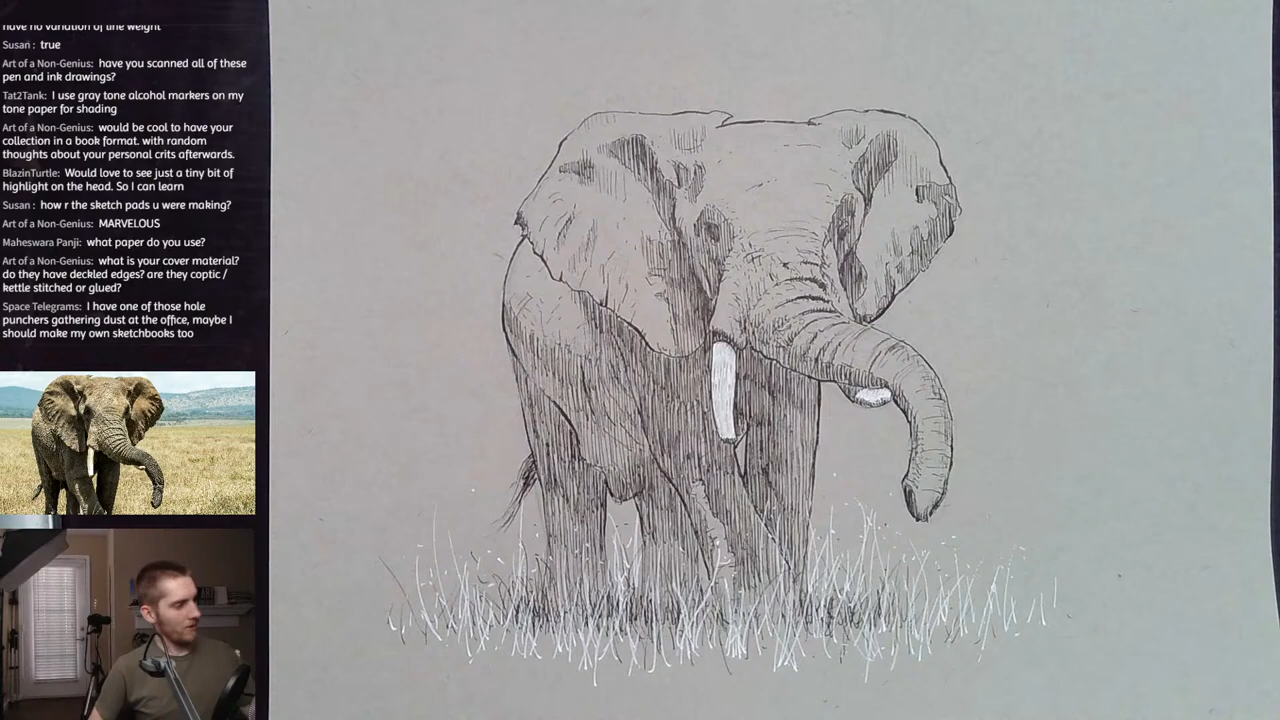 have no variation of line weight
Susan : true
Art of a Non-Genius: have you scanned all of these
pen and ink drawings?
Tat2Tank: I use gray tone alcohol markers on my
tone paper for shading
Art of a Non-Genius: would be cool to have your
collection in a book format. with random
thoughts about your personal crits afterwards.
BlazinTurtle: Would love to see just a tiny bit of
highlight on the head. So I can learn
Susan : how r the sketch pads u were making?
Art of a Non-Genius: MARVELOUS
Maheswara Panji: what paper do you use?
Art of a Non-Genius: what is your cover material?
do they have deckled edges? are they coptic /
kettle stitched or glued?
Space Telegrams: I have one of those hole
punchers gathering dust at the office, maybe I
should make my own sketchbooks too